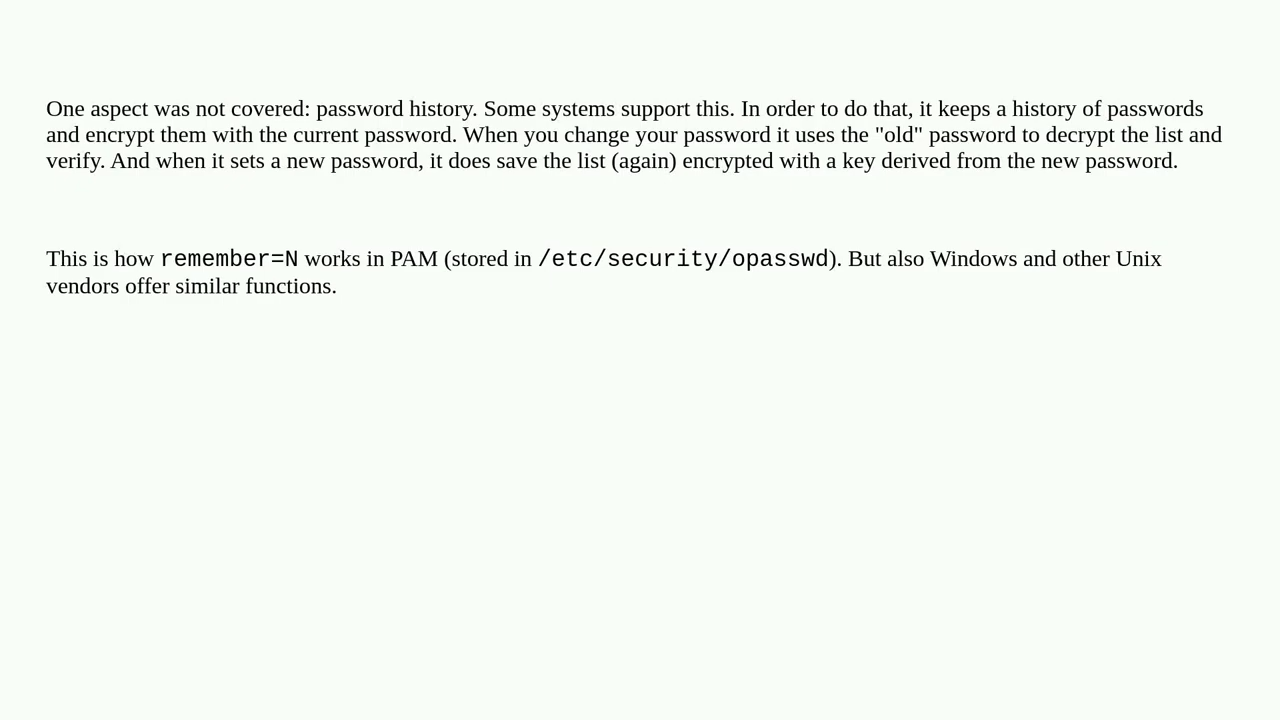 One aspect was not covered: password history. Some systems support this. In order to do that, it keeps a history of passwords
and encrypt them with the current password. When you change your password it uses the "old" password to decrypt the list and
verify. And when it sets a new password, it does save the list (again) encrypted with a key derived from the new password.
This is how remember=N works in PAM (stored in /etc/security/opasswd). But also Windows and other Unix
vendors offer similar functions.